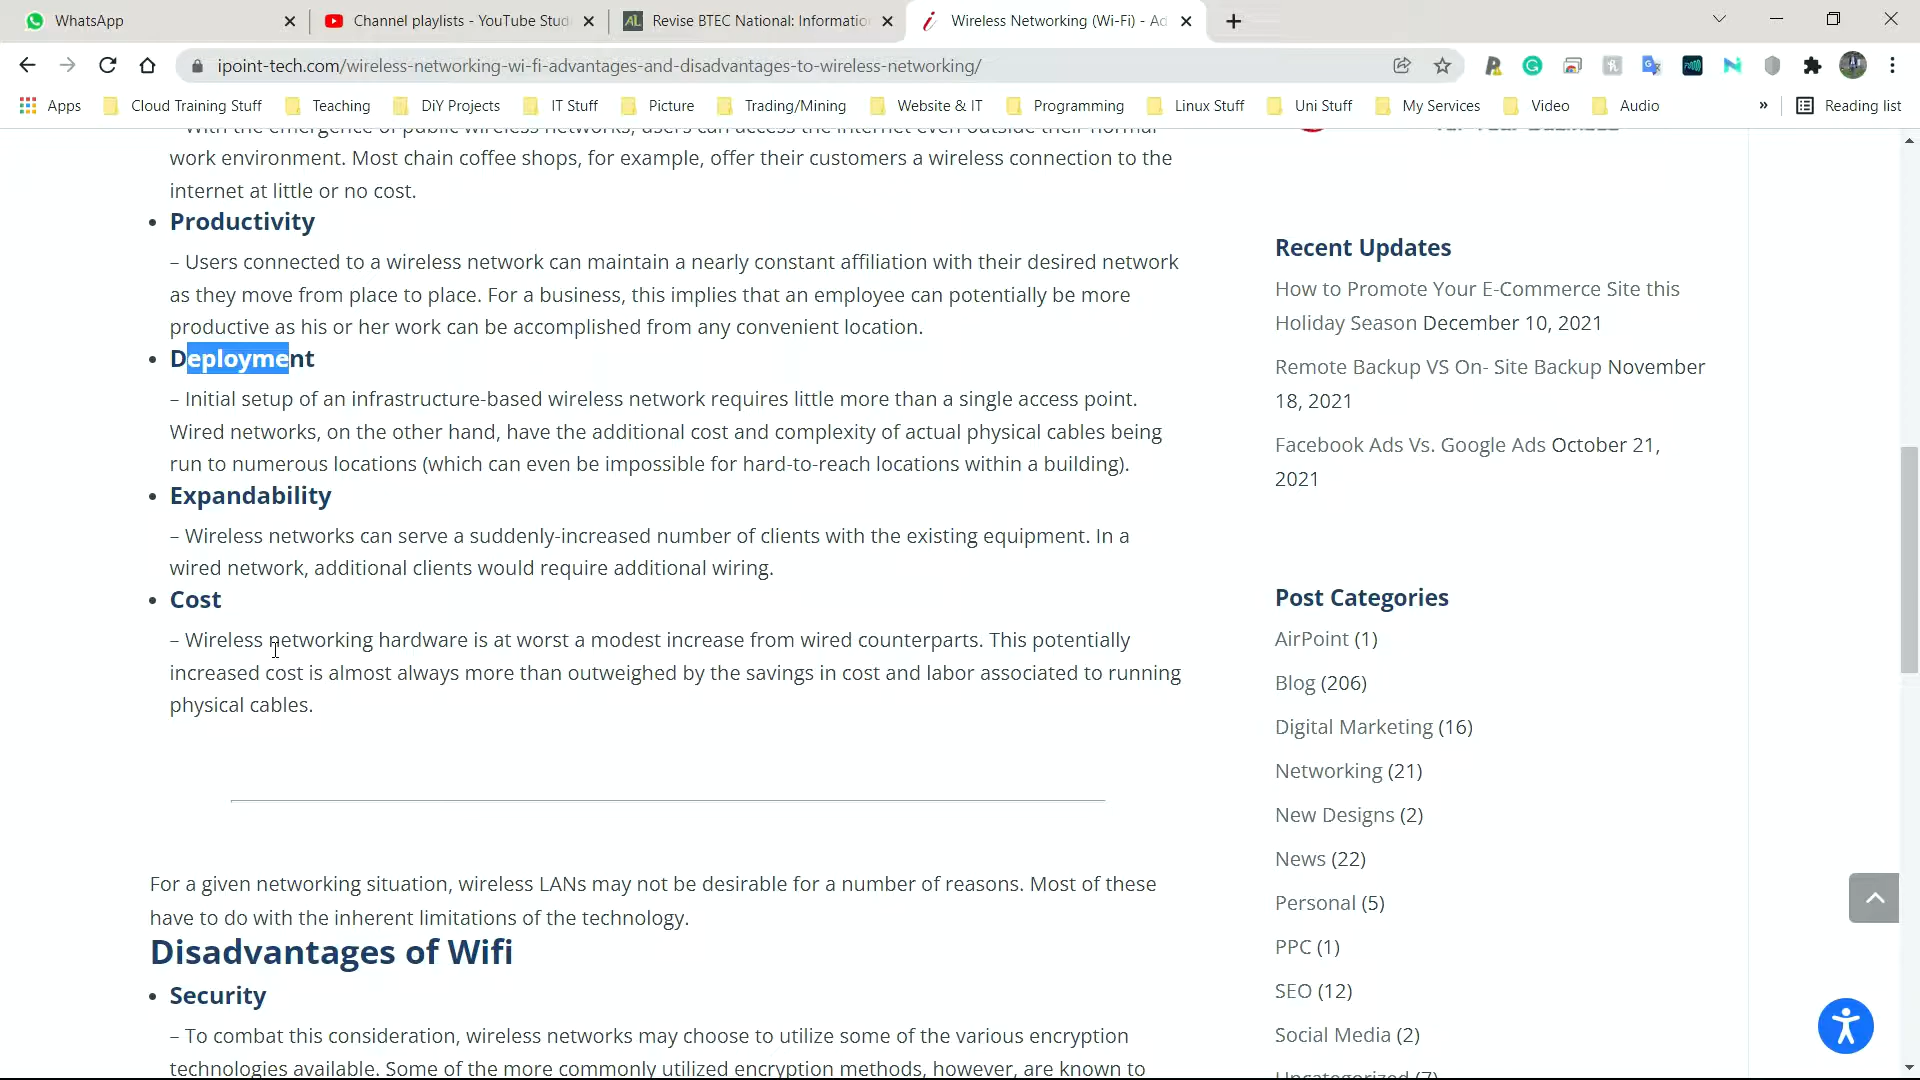 WhatsApp
Channel playlists - YouTube Stud
Revise BTEC National: Informatio
Wireless Networking (Wi-Fi) - Ad
ipoint-tech.com/wireless-networking-wi-fi-advantages-and-disadvantages-to-wireless-networking/
Apps
Cloud Training Stuff
Teaching
DiY Projects
IT Stuff
Picture
Trading/Mining
Website & IT
Programming
Linux Stuff
Uni Stuff
My Services
Video
Audio
»
Reading list
With the emergence of public wireless networks, users can access the internet even outside their normal
work environment. Most chain coffee shops, for example, offer their customers a wireless connection to the
internet at little or no cost.
• Productivity
– Users connected to a wireless network can maintain a nearly constant affiliation with their desired network
as they move from place to place. For a business, this implies that an employee can potentially be more
productive as his or her work can be accomplished from any convenient location.
• Deployment
– Initial setup of an infrastructure-based wireless network requires little more than a single access point.
Wired networks, on the other hand, have the additional cost and complexity of actual physical cables being
run to numerous locations (which can even be impossible for hard-to-reach locations within a building).
• Expandability
– Wireless networks can serve a suddenly-increased number of clients with the existing equipment. In a
wired network, additional clients would require additional wiring.
• Cost
– Wireless networking hardware is at worst a modest increase from wired counterparts. This potentially
increased cost is almost always more than outweighed by the savings in cost and labor associated to running
physical cables.
For a given networking situation, wireless LANs may not be desirable for a number of reasons. Most of these
have to do with the inherent limitations of the technology.
Disadvantages of Wifi
• Security
– To combat this consideration, wireless networks may choose to utilize some of the various encryption
technologies available. Some of the more commonly utilized encryption methods, however, are known to
Recent Updates
How to Promote Your E-Commerce Site this
Holiday Season December 10, 2021
Remote Backup VS On- Site Backup November
18, 2021
Facebook Ads Vs. Google Ads October 21,
2021
Post Categories
AirPoint (1)
Blog (206)
Digital Marketing (16)
Networking (21)
New Designs (2)
News (22)
Personal (5)
PPC (1)
SEO (12)
Social Media (2)
Uncategorized (7)